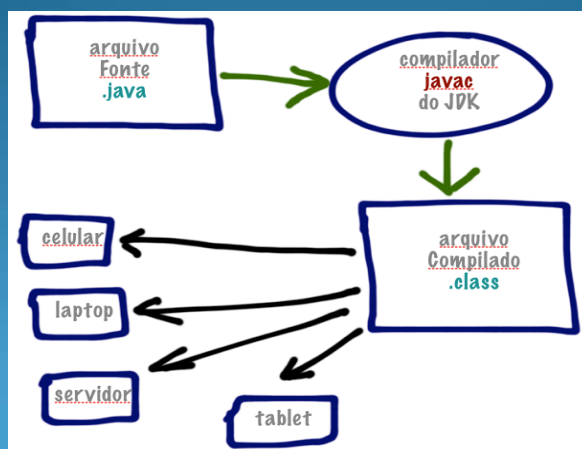 arquivo
Fonte
.java
compilador
javac
do JDK
arquivo
Compilado
.class
celular
laptop
servidor
tablet